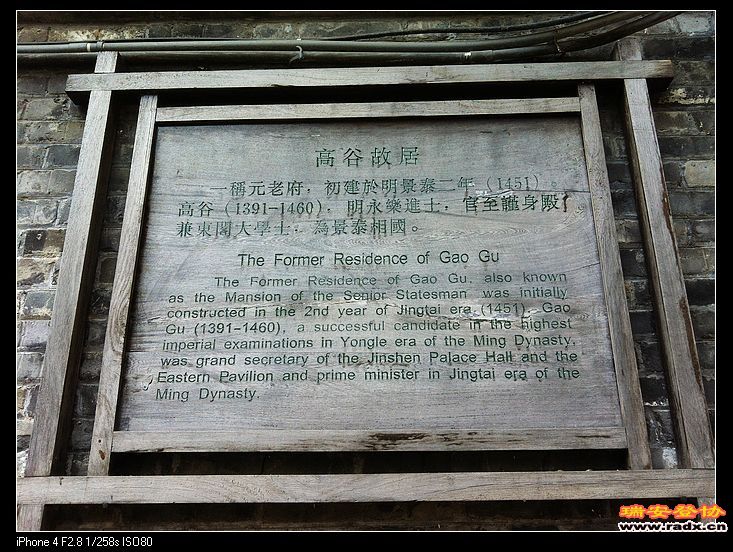 高谷故居
一稱元老府，初建於明景泰二年（1451）。
高谷（1391-1460），明永樂進士，官至謹身殿
兼東閣大學士，為景泰相國。
The Former Residence of Gao Gu
The Former Residence of Gao Gu, also known
as the Mansion of the Senior Statesman was initially
constructed in the 2nd year of Jingtai era (1451). Gao
Gu (1391-1460), a successful candidate in the highest
imperial examinations in Yongle era of the Ming Dynasty,
was grand secretary of the Jinshen Palace Hall and the
Eastern Pavilion and prime minister in Jingtai era of the
Ming Dynasty.
瑞安登协
www.radx.cn
iPhone 4 F2.8 1/258s ISO80